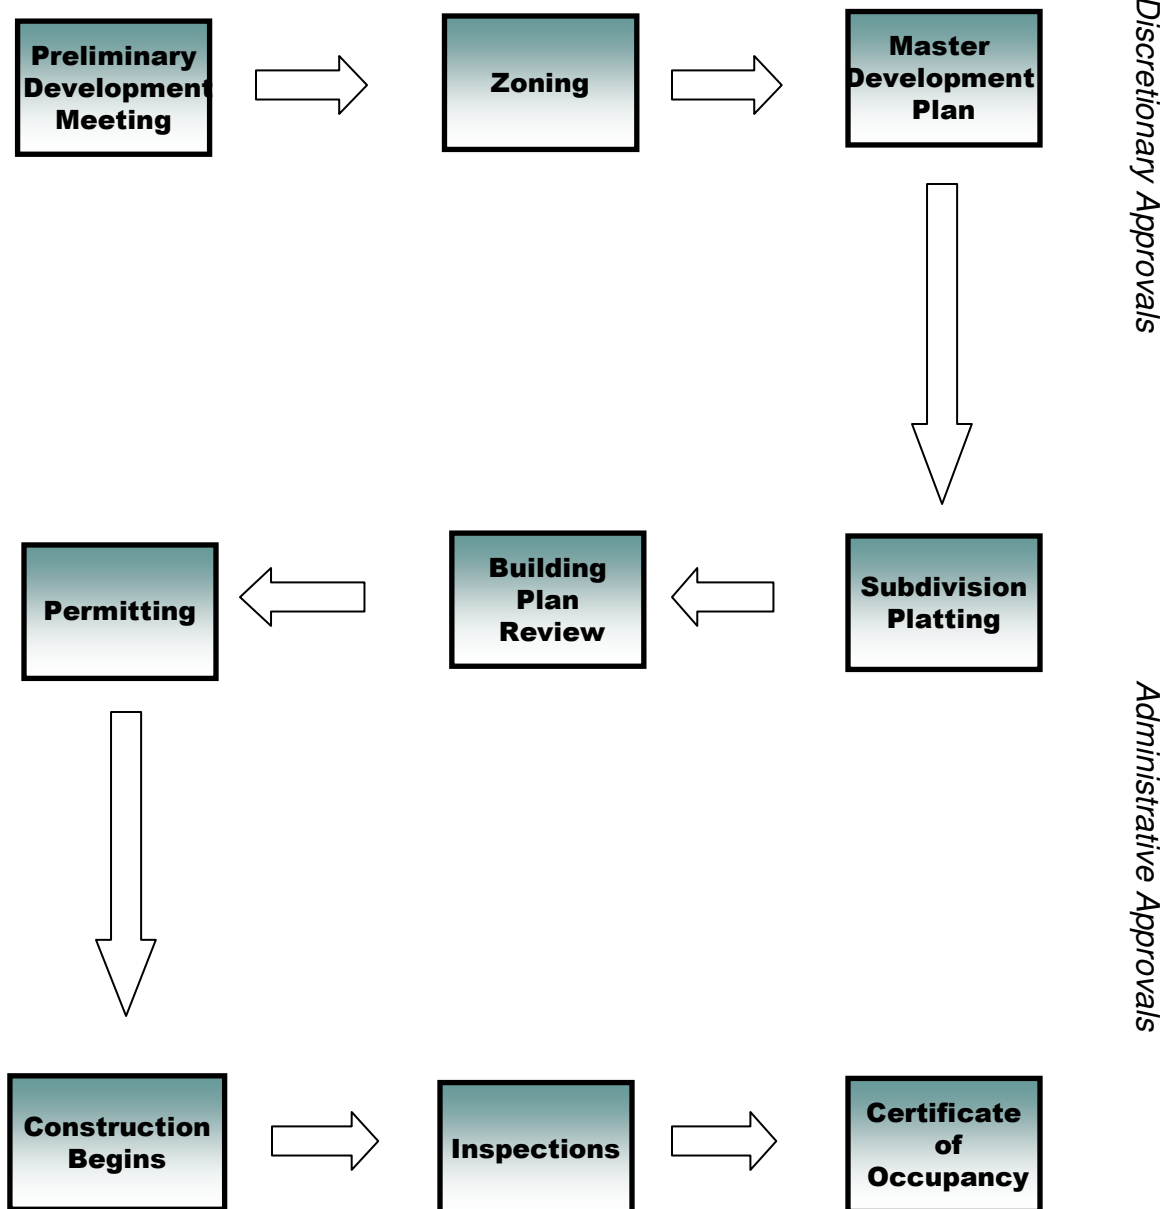 Preliminary
Development
Meeting
Zoning
Master
Development
Plan
Discretionary Approvals
Permitting
Building
Plan
Review
Subdivision
Platting
Administrative Approvals
Construction
Begins
Inspections
Certificate
of
Occupancy